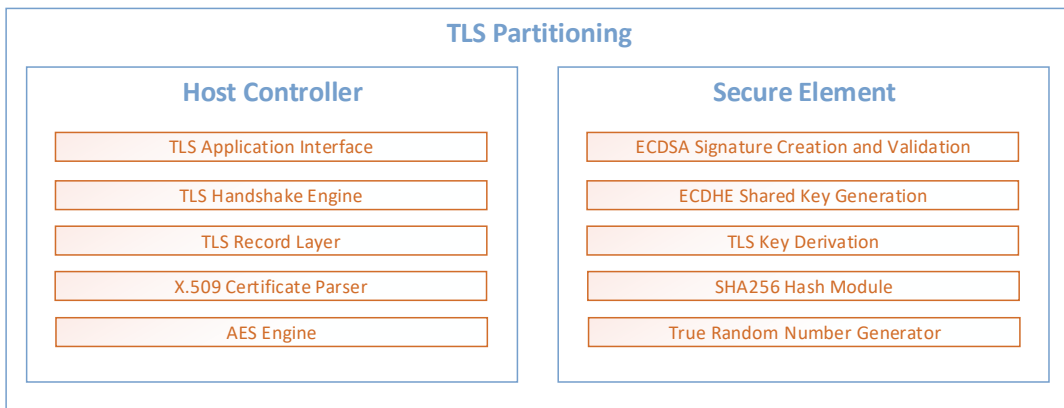 TLS Partitioning
Host Controller
TLS Application Interface
TLS Handshake Engine
TLS Record Layer
X.509 Certificate Parser
AES Engine
Secure Element
ECDSA Signature Creation and Validation
ECDHE Shared Key Generation
TLS Key Derivation
SHA256 Hash Module
True Random Number Generator